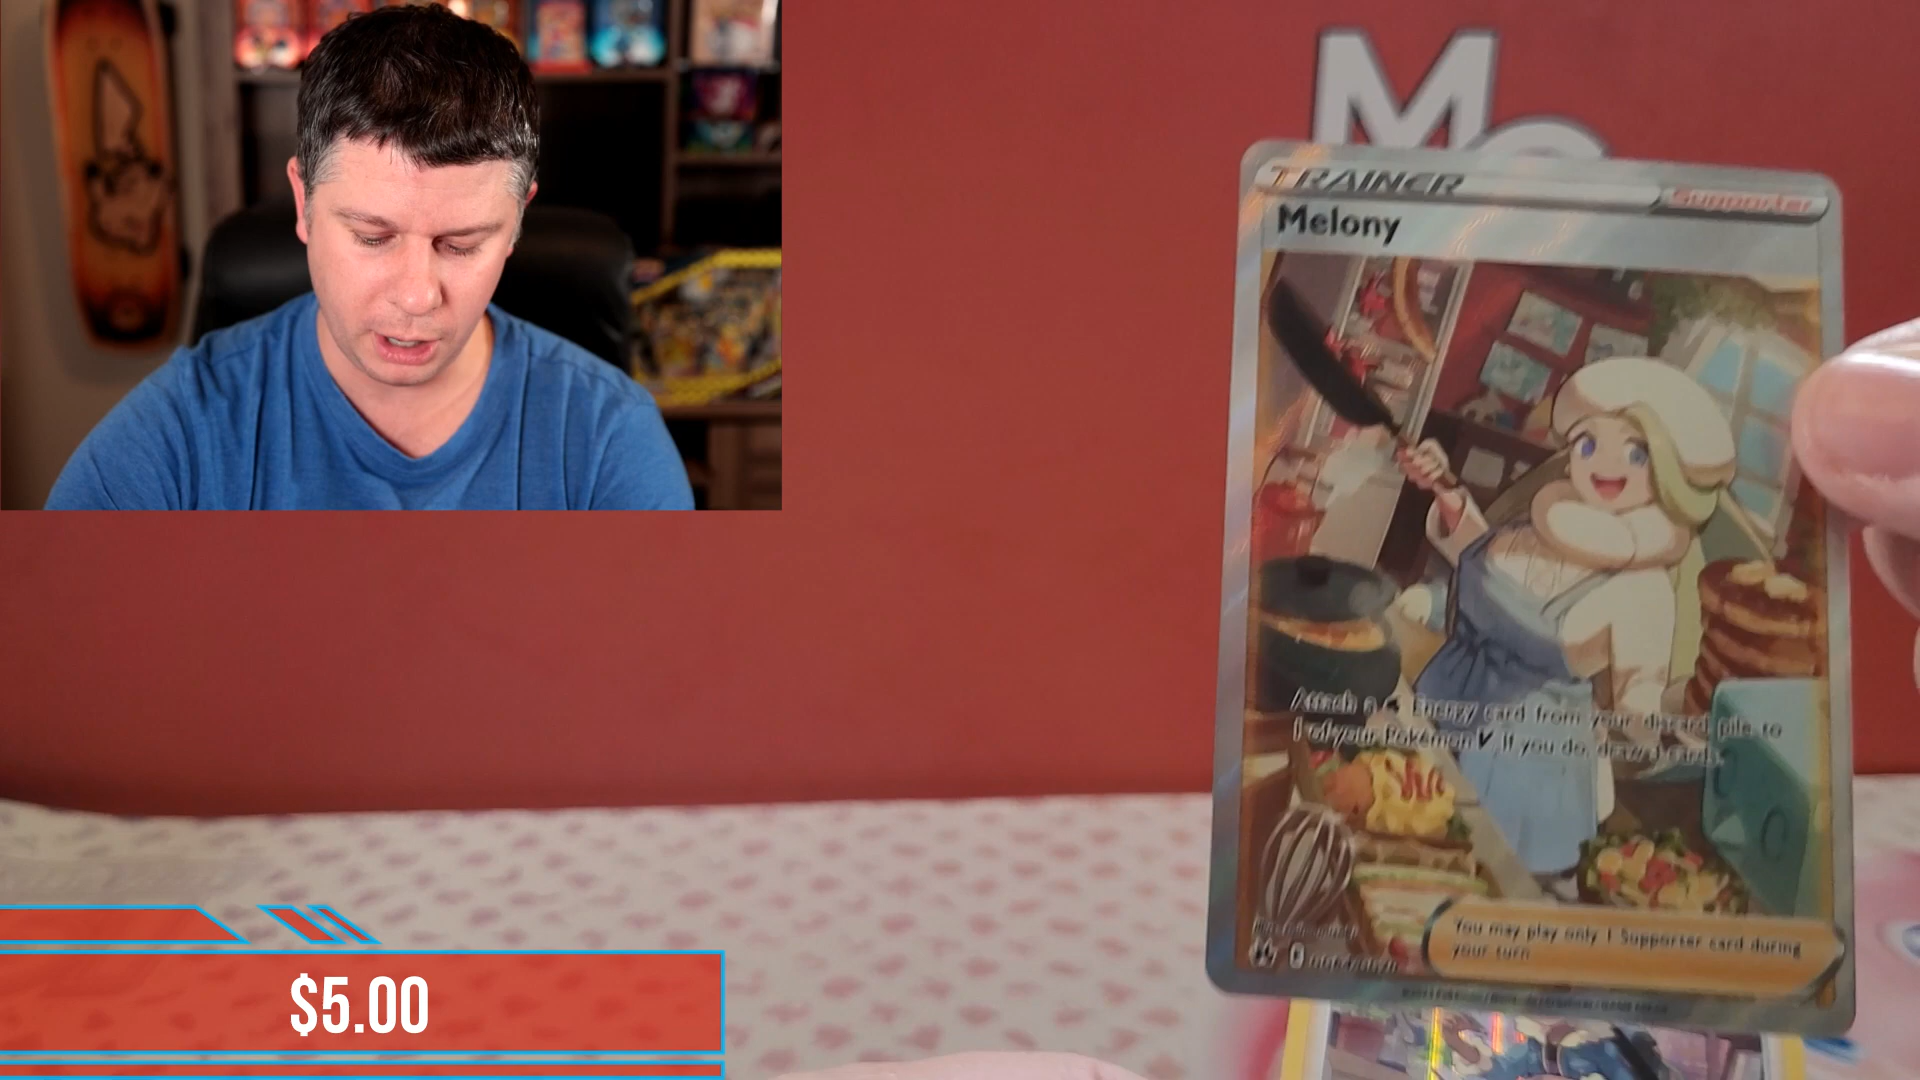 M
TRAINER
Supporter
Melony
Attach a Energy card from your discard pile to
1 of your Pokémon V. If you do, draw 3 cards.
You may play only 1 Supporter card during
your turn.
$5.00